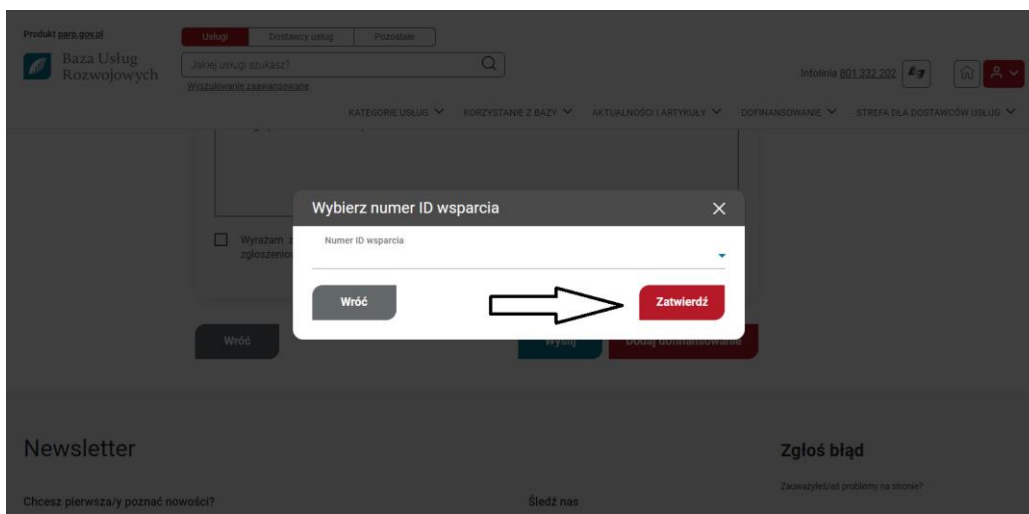 Produkt parp.gov.pl
Usługi Dostawcy usług Pozostałe
Baza Usług
Rozwojowych
Jakiej usługi szukasz?
Wyszukiwanie zaawansowane
Infolinia 801 332 202
KATEGORIE USŁUG KORZYSTANIE Z BAZY AKTUALNOŚCI I ARTYKUŁY DOFINANSOWANIE STREFA DLA DOSTAWCÓW USŁUG
Wybierz numer ID wsparcia
Wyrażam
zgłoszenio
Numer ID wsparcia
Wróć Zatwierdź
Wróć Wyślij Dodaj dofinansowanie
Newsletter
Zgłoś błąd
Zauważyłeś/aś problemy na stronie?
Chcesz pierwsza/y poznać nowości?
Śledź nas